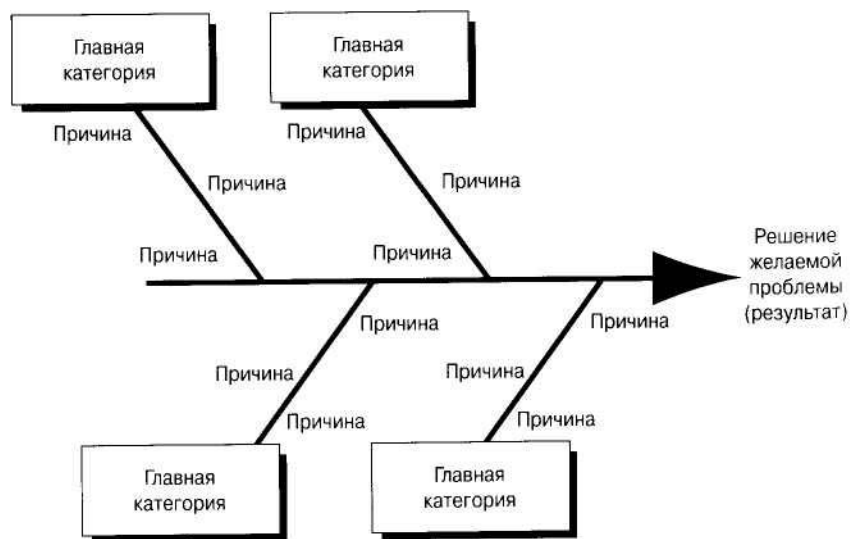 Главная
категория
Главная
категория
Причина
Причина
Причина
Причина
Причина
Причина
Решение
желаемой
проблемы
(результат)
Причина
Причина
Причина
Причина
Причина
Причина
Главная
категория
Главная
категория